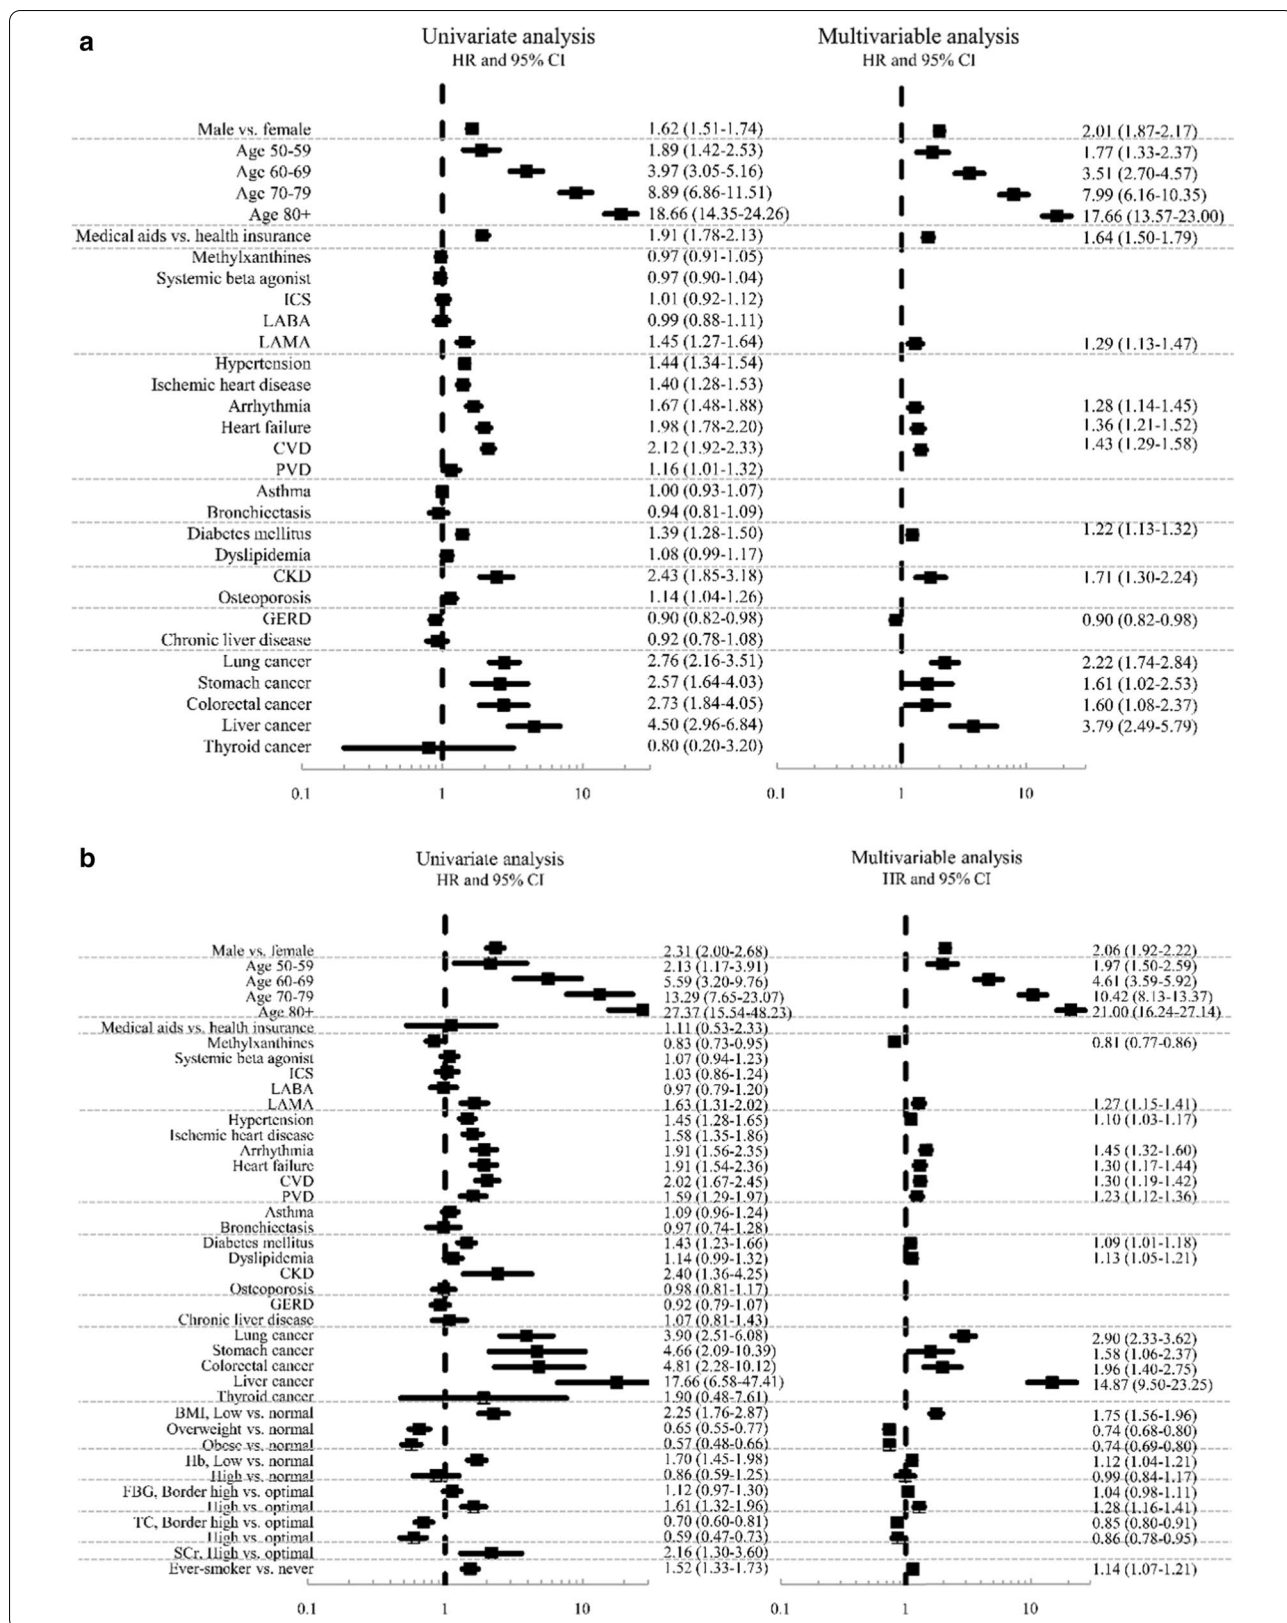 a
Univariate analysis Multivariable analysis
HR and 95% CI HR and 95% CI
Male vs. female 1.62 (1.51-1.74) 2.01 (1.87-2.17)
Age 50-59 1.89 (1.42-2.53) 1.77 (1.33-2.37)
Age 60-69 3.97 (3.05-5.16) 3.51 (2.70-4.57)
Age 70-79 8.89 (6.86-11.51) 7.99 (6.16-10.35)
Age 80+ 18.66 (14.35-24.26) 17.66 (13.57-23.00)
Medical aids vs. health insurance 1.91 (1.78-2.13) 1.64 (1.50-1.79)
Methylxanthines 0.97 (0.91-1.05)
Systemic beta agonist 0.97 (0.90-1.04)
ICS 1.01 (0.92-1.12)
LABA 0.99 (0.88-1.11)
LAMA 1.45 (1.27-1.64) 1.29 (1.13-1.47)
Hypertension 1.44 (1.34-1.54)
Ischemic heart disease 1.40 (1.28-1.53)
Arrhythmia 1.67 (1.48-1.88) 1.28 (1.14-1.45)
Heart failure 1.98 (1.78-2.20) 1.36 (1.21-1.52)
CVD 2.12 (1.92-2.33) 1.43 (1.29-1.58)
PVD 1.16 (1.01-1.32)
Asthma 1.00 (0.93-1.07)
Bronchiectasis 0.94 (0.81-1.09)
Diabetes mellitus 1.39 (1.28-1.50) 1.22 (1.13-1.32)
Dyslipidemia 1.08 (0.99-1.17)
CKD 2.43 (1.85-3.18) 1.71 (1.30-2.24)
Osteoporosis 1.14 (1.04-1.26)
GERD 0.90 (0.82-0.98) 0.90 (0.82-0.98)
Chronic liver disease 0.92 (0.78-1.08)
Lung cancer 2.76 (2.16-3.51) 2.22 (1.74-2.84)
Stomach cancer 2.57 (1.64-4.03) 1.61 (1.02-2.53)
Colorectal cancer 2.73 (1.84-4.05) 1.60 (1.08-2.37)
Liver cancer 4.50 (2.96-6.84) 3.79 (2.49-5.79)
Thyroid cancer 0.80 (0.20-3.20)
0.1 1 10 0.1 1 10
b
Univariate analysis Multivariable analysis
HR and 95% CI HR and 95% CI
Male vs. female 2.31 (2.00-2.68) 2.06 (1.92-2.22)
Age 50-59 2.13 (1.17-3.91) 1.97 (1.50-2.59)
Age 60-69 5.59 (3.20-9.76) 4.61 (3.59-5.92)
Age 70-79 13.29 (7.65-23.07) 10.42 (8.13-13.37)
Age 80+ 27.37 (15.54-48.23) 21.00 (16.24-27.14)
Medical aids vs. health insurance 1.11 (0.53-2.33)
Methylxanthines 0.83 (0.73-0.95) 0.81 (0.77-0.86)
Systemic beta agonist 1.07 (0.94-1.23)
ICS 1.03 (0.86-1.24)
LABA 0.97 (0.79-1.20)
LAMA 1.63 (1.31-2.02) 1.27 (1.15-1.41)
Hypertension 1.45 (1.28-1.65) 1.10 (1.03-1.17)
Ischemic heart disease 1.58 (1.35-1.86)
Arrhythmia 1.91 (1.56-2.35) 1.45 (1.32-1.60)
Heart failure 1.91 (1.54-2.36) 1.30 (1.17-1.44)
CVD 2.02 (1.67-2.45) 1.30 (1.19-1.42)
PVD 1.59 (1.29-1.97) 1.23 (1.12-1.36)
Asthma 1.09 (0.96-1.24)
Bronchiectasis 0.97 (0.74-1.28)
Diabetes mellitus 1.43 (1.23-1.66) 1.09 (1.01-1.18)
Dyslipidemia 1.14 (0.99-1.32) 1.13 (1.05-1.21)
CKD 2.40 (1.36-4.25)
Osteoporosis 0.98 (0.81-1.17)
GERD 0.92 (0.79-1.07)
Chronic liver disease 1.07 (0.81-1.43)
Lung cancer 3.90 (2.51-6.08) 2.90 (2.33-3.62)
Stomach cancer 4.66 (2.09-10.39) 1.58 (1.06-2.37)
Colorectal cancer 4.81 (2.28-10.12) 1.96 (1.40-2.75)
Liver cancer 17.66 (6.58-47.41) 14.87 (9.50-23.25)
Thyroid cancer 1.90 (0.48-7.61)
BMI, Low vs. normal 2.25 (1.76-2.87) 1.75 (1.56-1.96)
Overweight vs. normal 0.65 (0.55-0.77) 0.74 (0.68-0.80)
Obese vs. normal 0.57 (0.48-0.66) 0.74 (0.69-0.80)
Hb, Low vs. normal 1.70 (1.45-1.98) 1.12 (1.04-1.21)
High vs. normal 0.86 (0.59-1.25) 0.99 (0.84-1.17)
FBG, Border high vs. optimal 1.12 (0.97-1.30) 1.04 (0.98-1.11)
High vs. optimal 1.61 (1.32-1.96) 1.28 (1.16-1.41)
TC, Border high vs. optimal 0.70 (0.60-0.81) 0.85 (0.80-0.91)
High vs. optimal 0.59 (0.47-0.73) 0.86 (0.78-0.95)
SCr, High vs. optimal 2.16 (1.30-3.60)
Ever-smoker vs. never 1.52 (1.33-1.73) 1.14 (1.07-1.21)
0.1 1 10 0.1 1 10